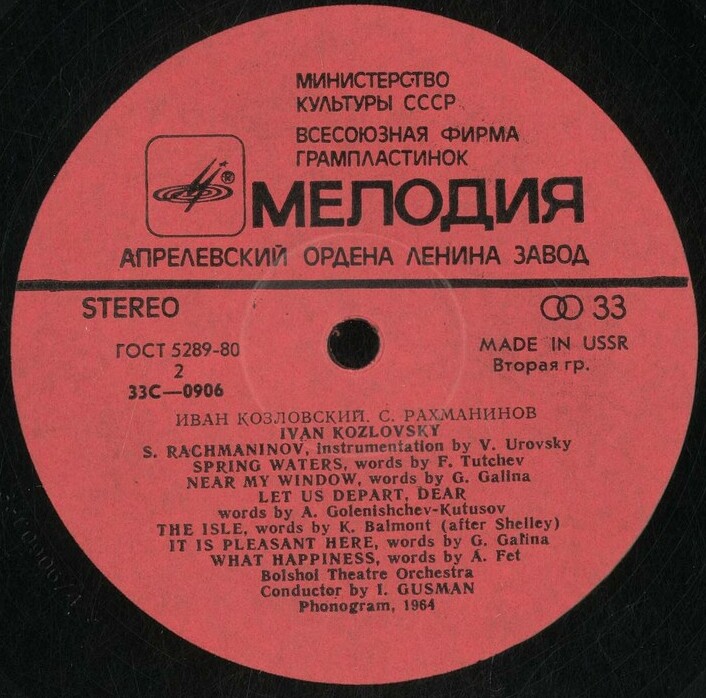 МИНИСТЕРСТВО
КУЛЬТУРЫ СССР
ВСЕСОЮЗНАЯ ФИРМА
ГРАМПЛАСТИНОК
®
МЕЛОДИЯ
АПРЕЛЕВСКИЙ ОРДЕНА ЛЕНИНА ЗАВОД
STEREO
33
ГОСТ 5289-80
MADE IN USSR
2
Вторая гр.
33С—0906
ИВАН КОЗЛОВСКИЙ. С. РАХМАНИНОВ
IVAN KOZLOVSKY
S. RACHMANINOV, instrumentation by V. Urovsky
SPRING WATERS, words by F. Tutchev
NEAR MY WINDOW, words by G. Galina
LET US DEPART, DEAR
words by A. Golenishchev-Kutusov
THE ISLE, words by K. Balmont (after Shelley)
IT IS PLEASANT HERE, words by G. Galina
WHAT HAPPINESS, words by A. Fet
Bolshoi Theatre Orchestra
Conductor by I. GUSMAN
Phonogram, 1964